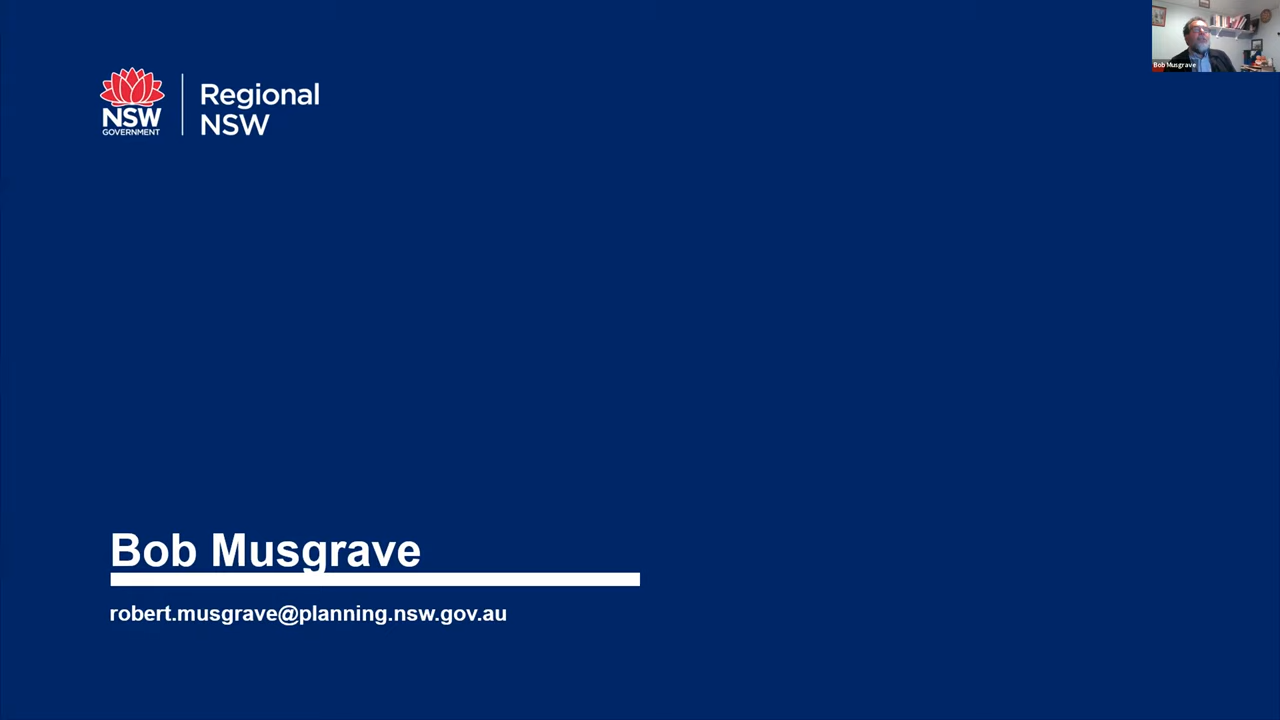 Bob Musgrave
NSW
GOVERNMENT
Regional
NSW
Bob Musgrave
robert.musgrave@planning.nsw.gov.au